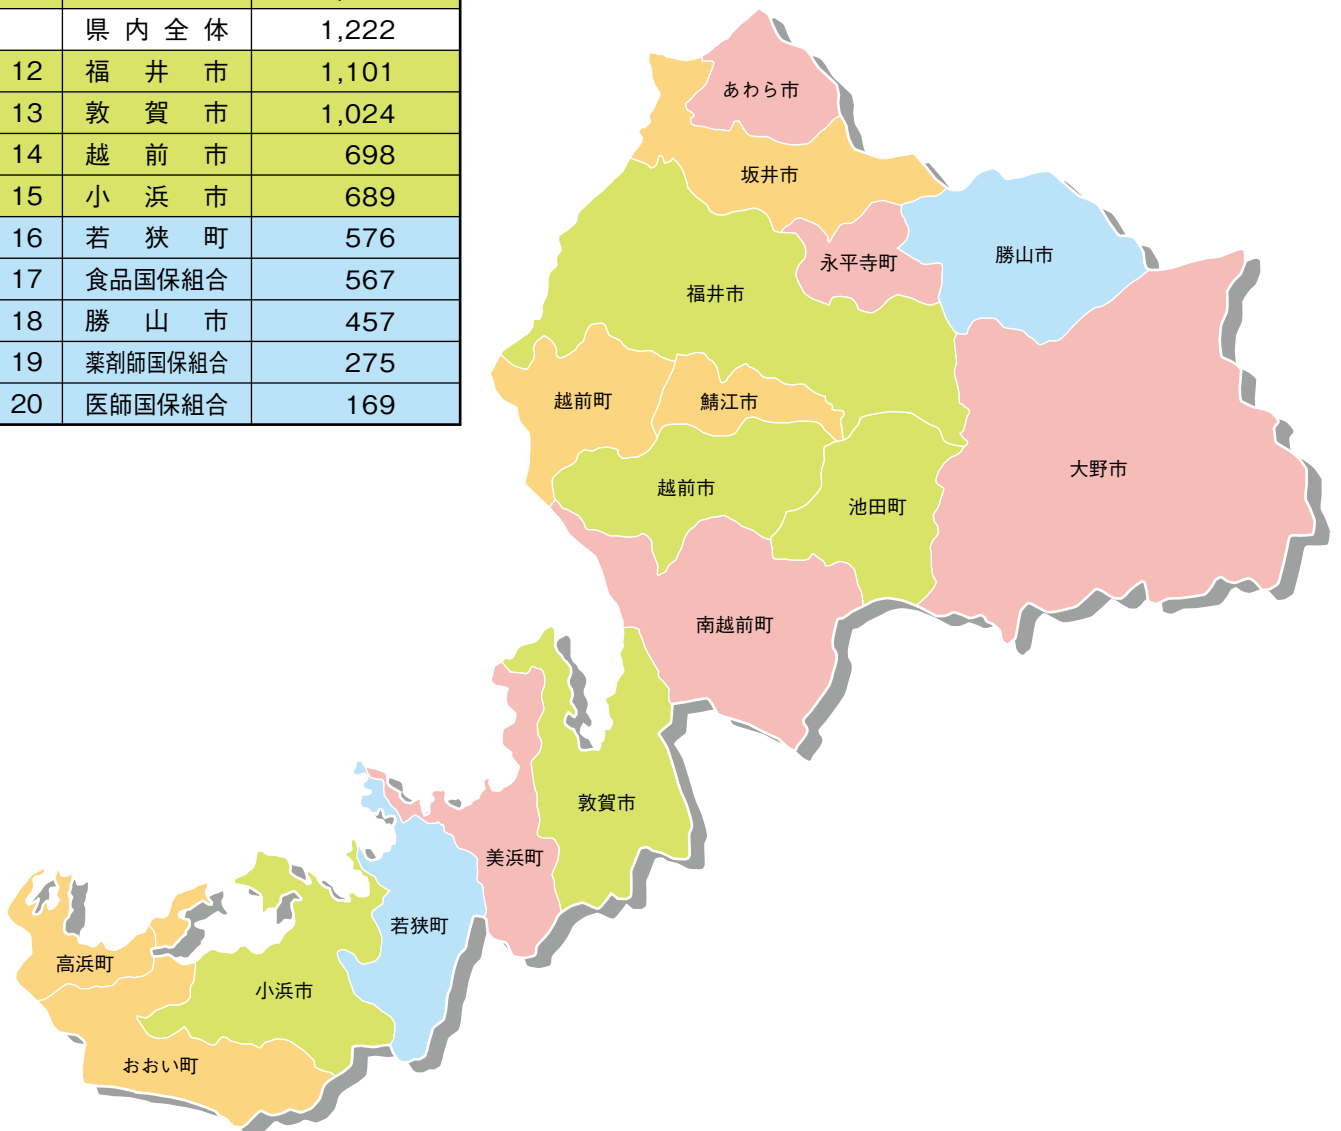 県内全体 1,222
12 福井市 1,101
13 敦賀市 1,024
14 越前市 698
15 小浜市 689
16 若狭町 576
17 食品国保組合 567
18 勝山市 457
19 薬剤師国保組合 275
20 医師国保組合 169
あわら市
坂井市
永平寺町
勝山市
福井市
越前町
鯖江市
大野市
越前市
池田町
南越前町
敦賀市
美浜町
若狭町
高浜町
小浜市
おおい町